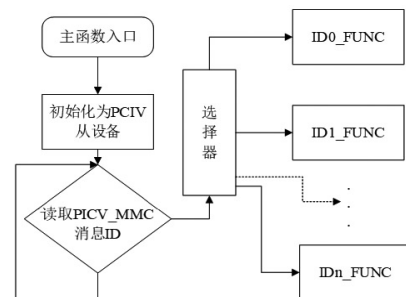 主函数入口
初始化为PCIV
从设备
读取PICV_MMC
消息ID
选
择
器
ID0_FUNC
ID1_FUNC
.
.
.
IDn_FUNC